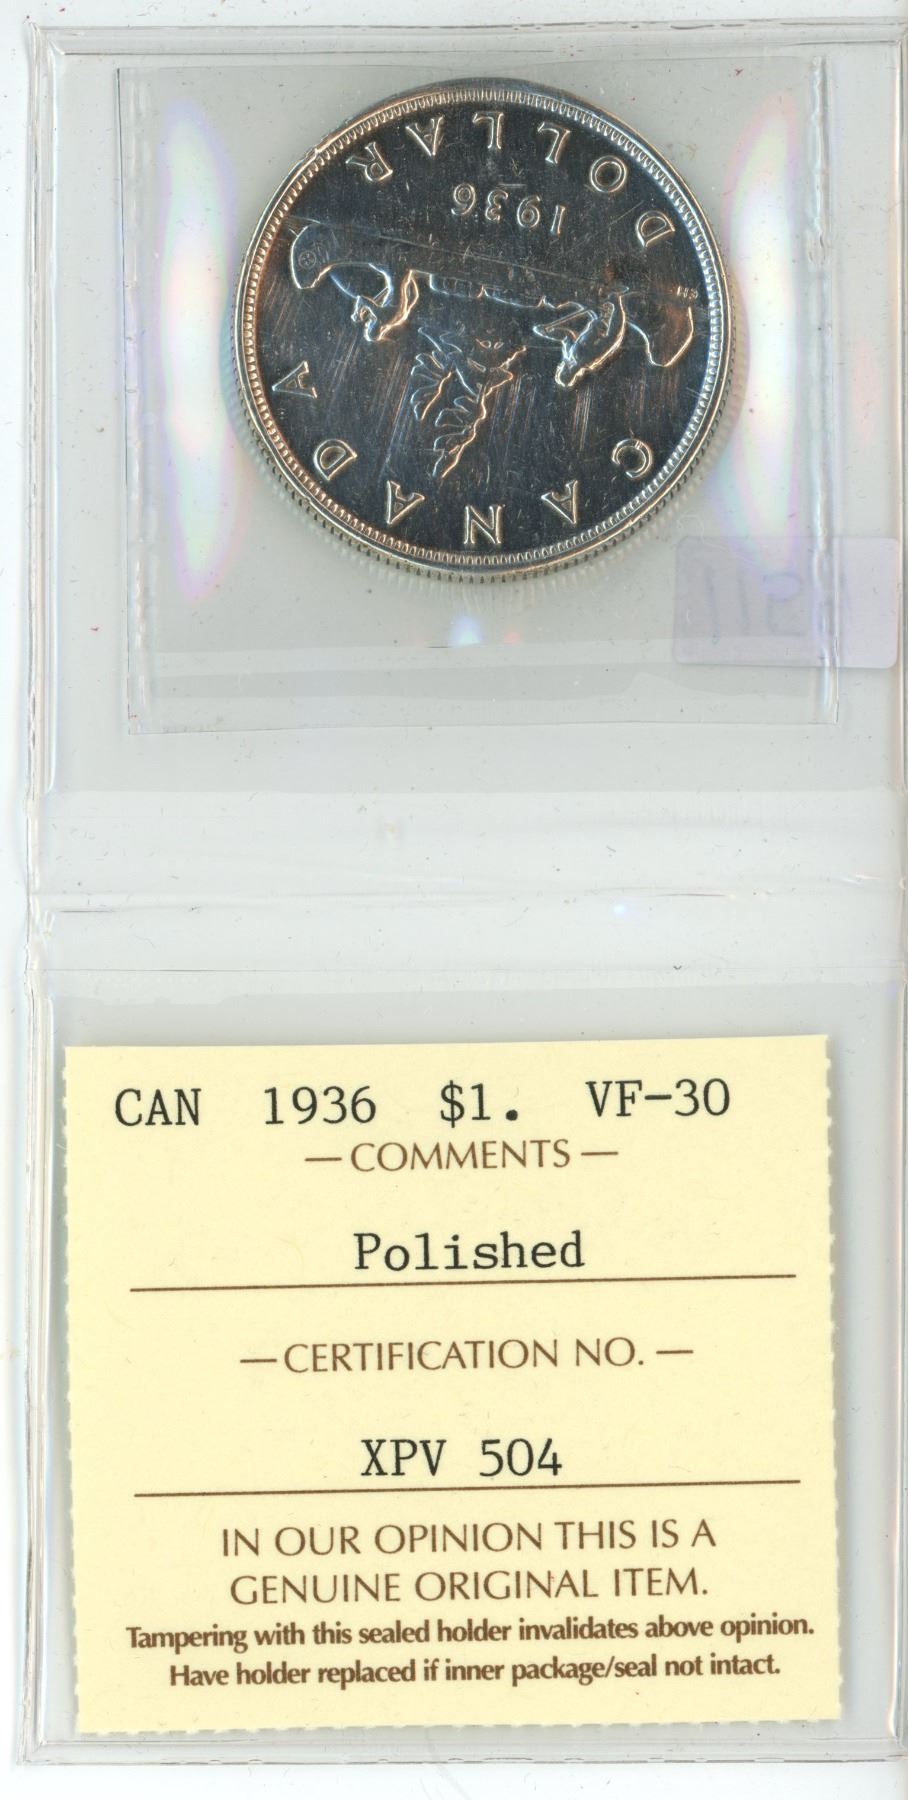 CANADA
1936
DOLLAR
EH
CAN 1936 $1. VF-30
— COMMENTS —
Polished
— CERTIFICATION NO. —
XPV 504
IN OUR OPINION THIS IS A
GENUINE ORIGINAL ITEM.
Tampering with this sealed holder invalidates above opinion.
Have holder replaced if inner package/seal not intact.